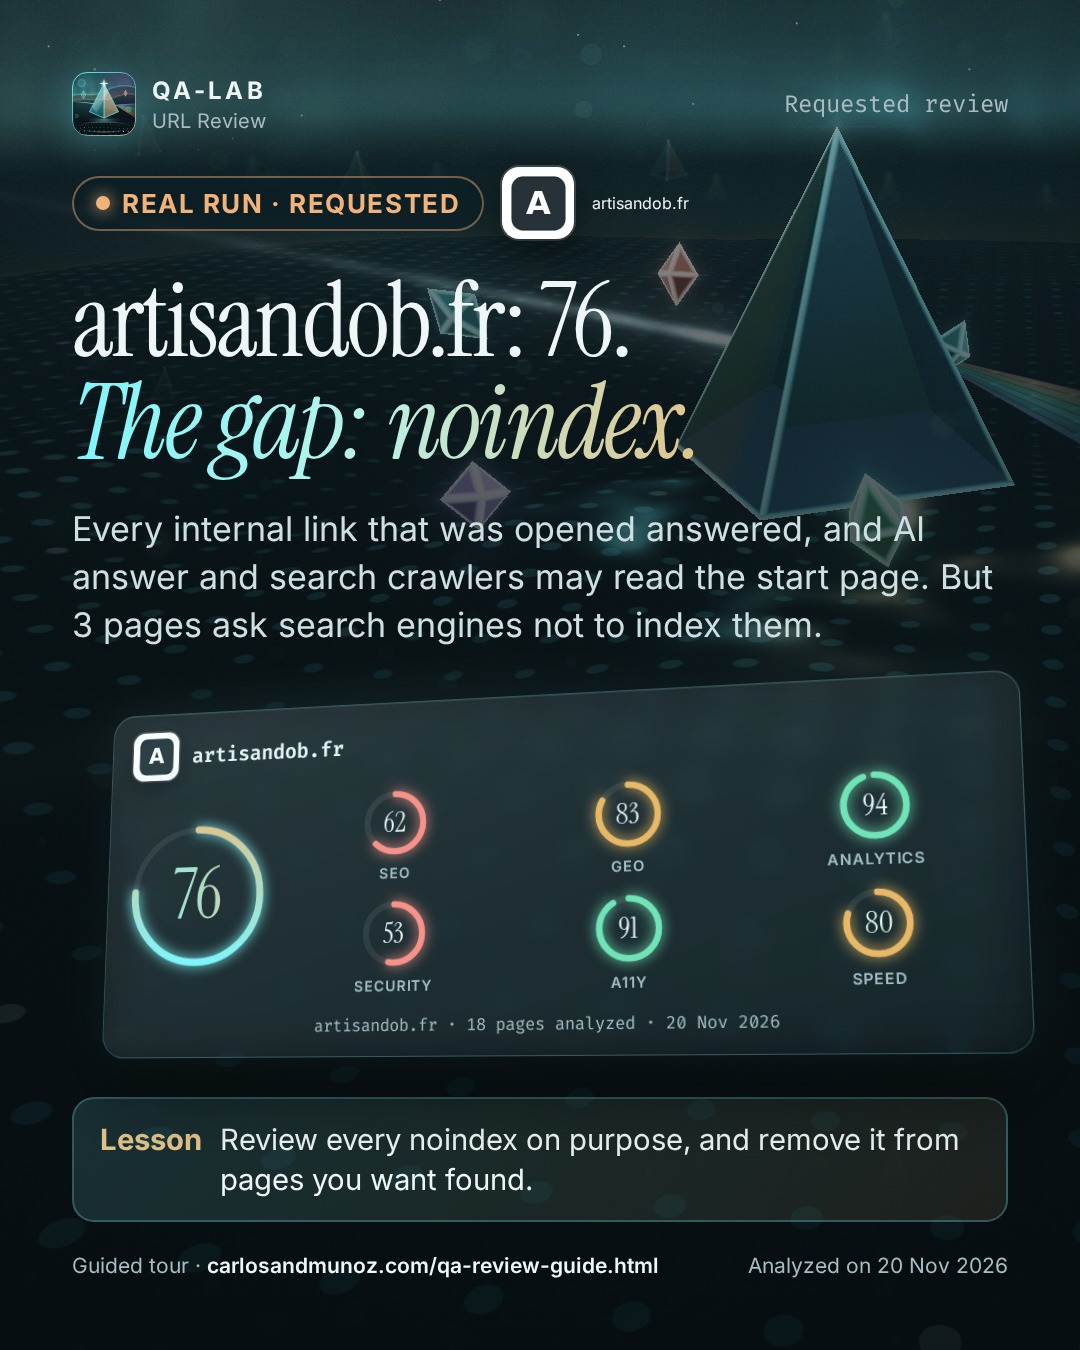 QA-LAB
URL Review
Requested review
REAL RUN · REQUESTED
A
artisandob.fr
artisandob.fr: 76.
The gap: noindex.
Every internal link that was opened answered, and AI
answer and search crawlers may read the start page. But
3 pages ask search engines not to index them.
A
artisandob.fr
76
62
SEO
83
GEO
94
ANALYTICS
53
SECURITY
91
A11Y
80
SPEED
artisandob.fr · 18 pages analyzed · 20 Nov 2026
Lesson Review every noindex on purpose, and remove it from
pages you want found.
Guided tour · carlosandmunoz.com/qa-review-guide.html
Analyzed on 20 Nov 2026